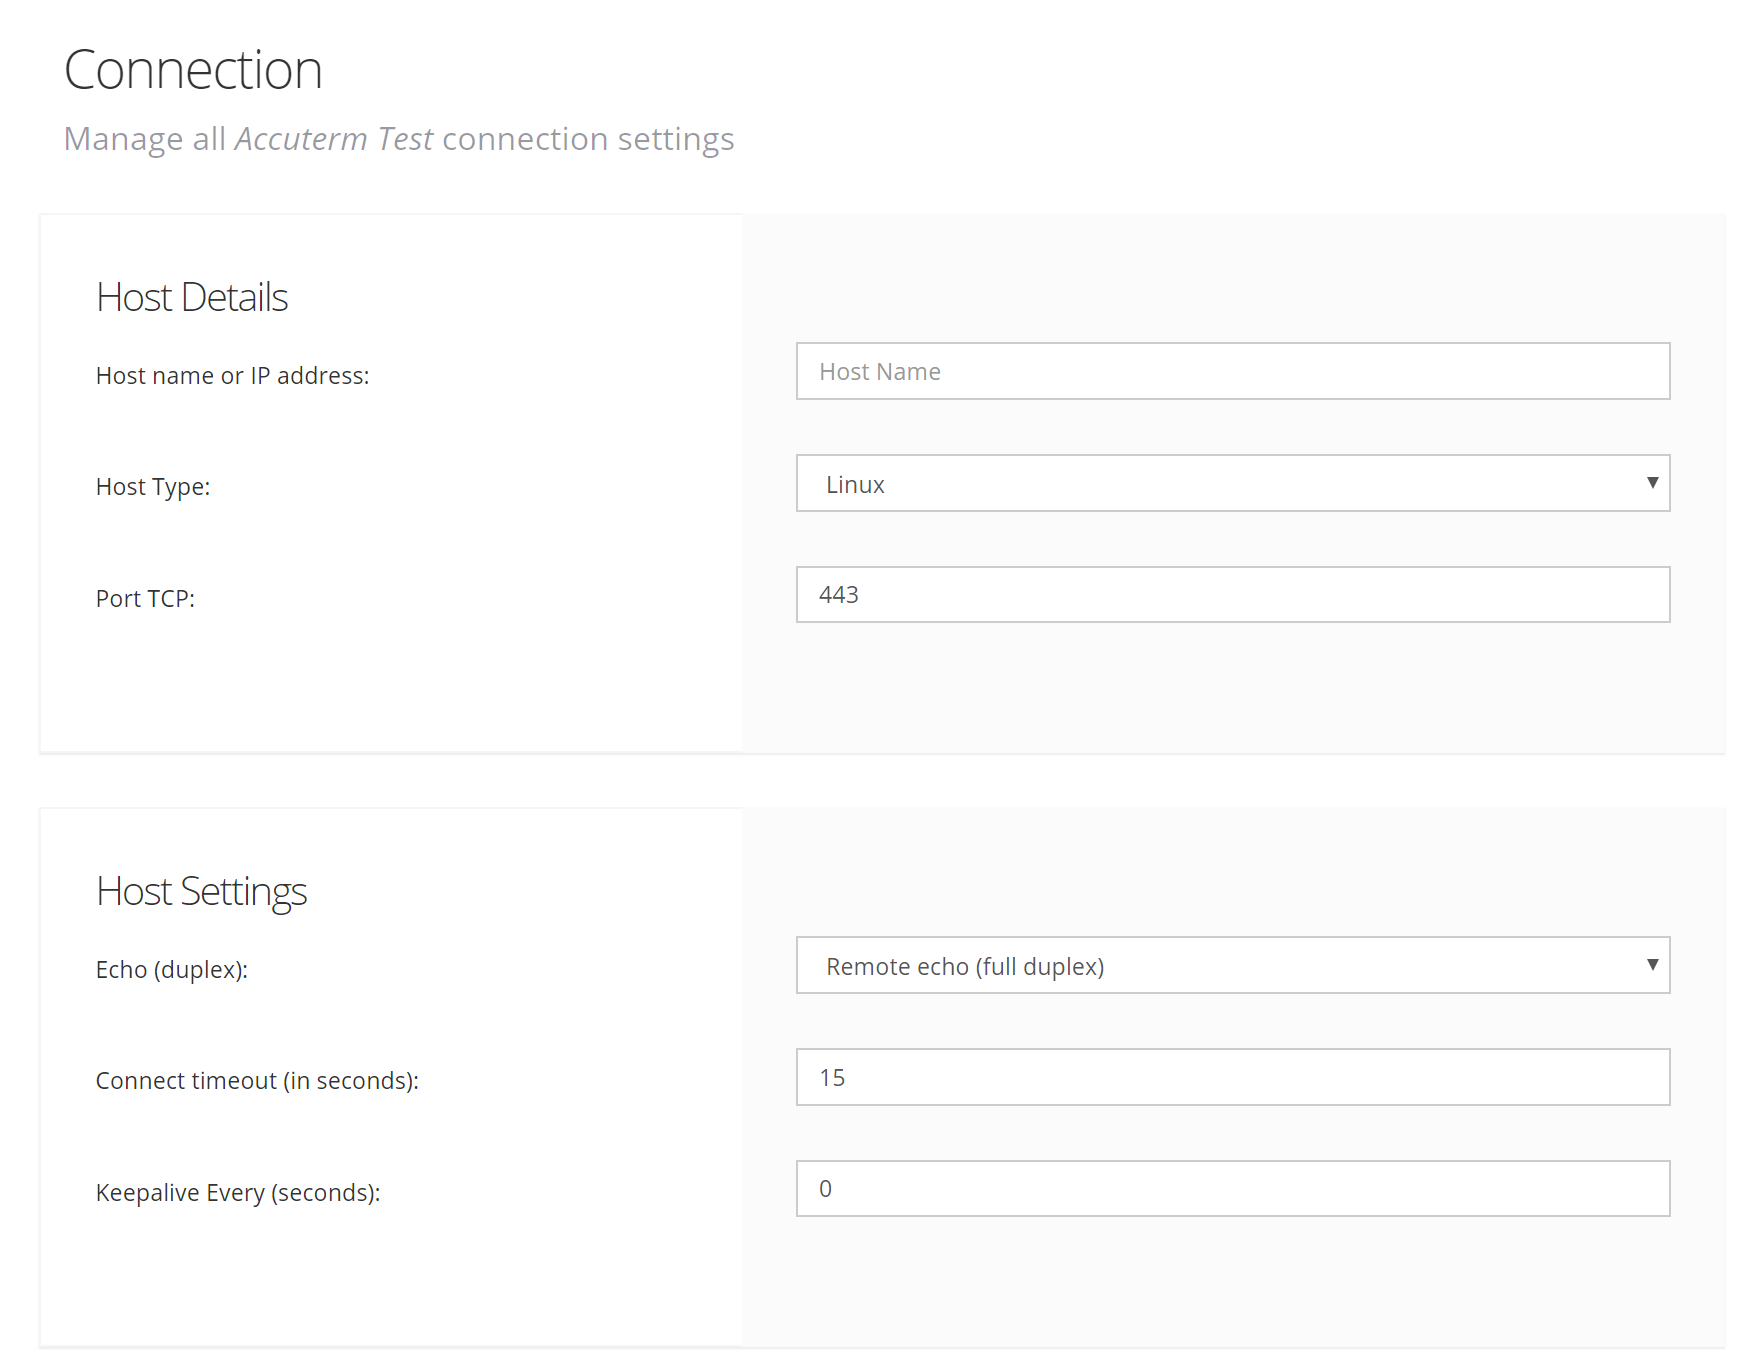 Connection
Manage all Accuterm Test connection settings
Host Details
Host name or IP address:
Host Name
Host Type:
Linux
Port TCP:
443
Host Settings
Echo (duplex):
Remote echo (full duplex)
Connect timeout (in seconds):
15
Keepalive Every (seconds):
0